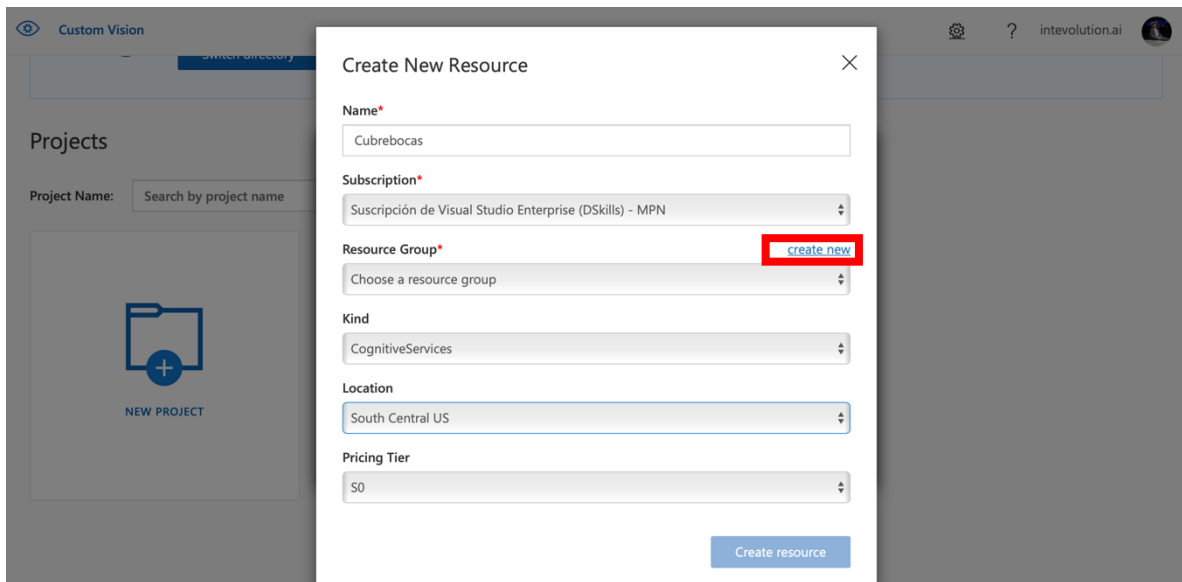 Custom Vision
? intevolution.ai
Switch directory
Create New Resource
Name*
Cubrebocas
Projects
Subscription*
Project Name: Search by project name
Suscripción de Visual Studio Enterprise (DSkills) - MPN
Resource Group* create new
Choose a resource group
Kind
CognitiveServices
Location
NEW PROJECT
South Central US
Pricing Tier
S0
Create resource